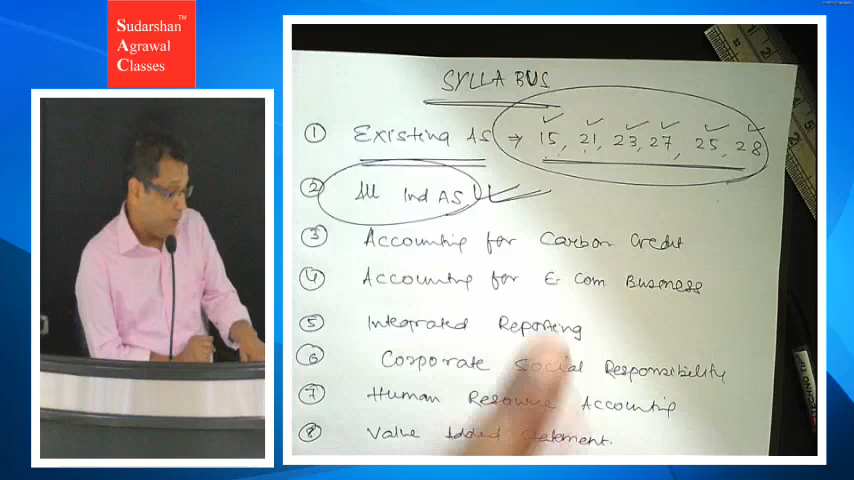 Sudarshan™
Agrawal
Classes
SYLLABUS
① Existing AS → 15, 21, 23, 27, 25, 28
② All Ind AS
③ Accounting for Carbon Credit
④ Accounting for E-Com Business
⑤ Integrated Reporting
⑥ Corporate Social Responsibility
⑦ Human Resource Accounting
⑧ Value Added Statement.